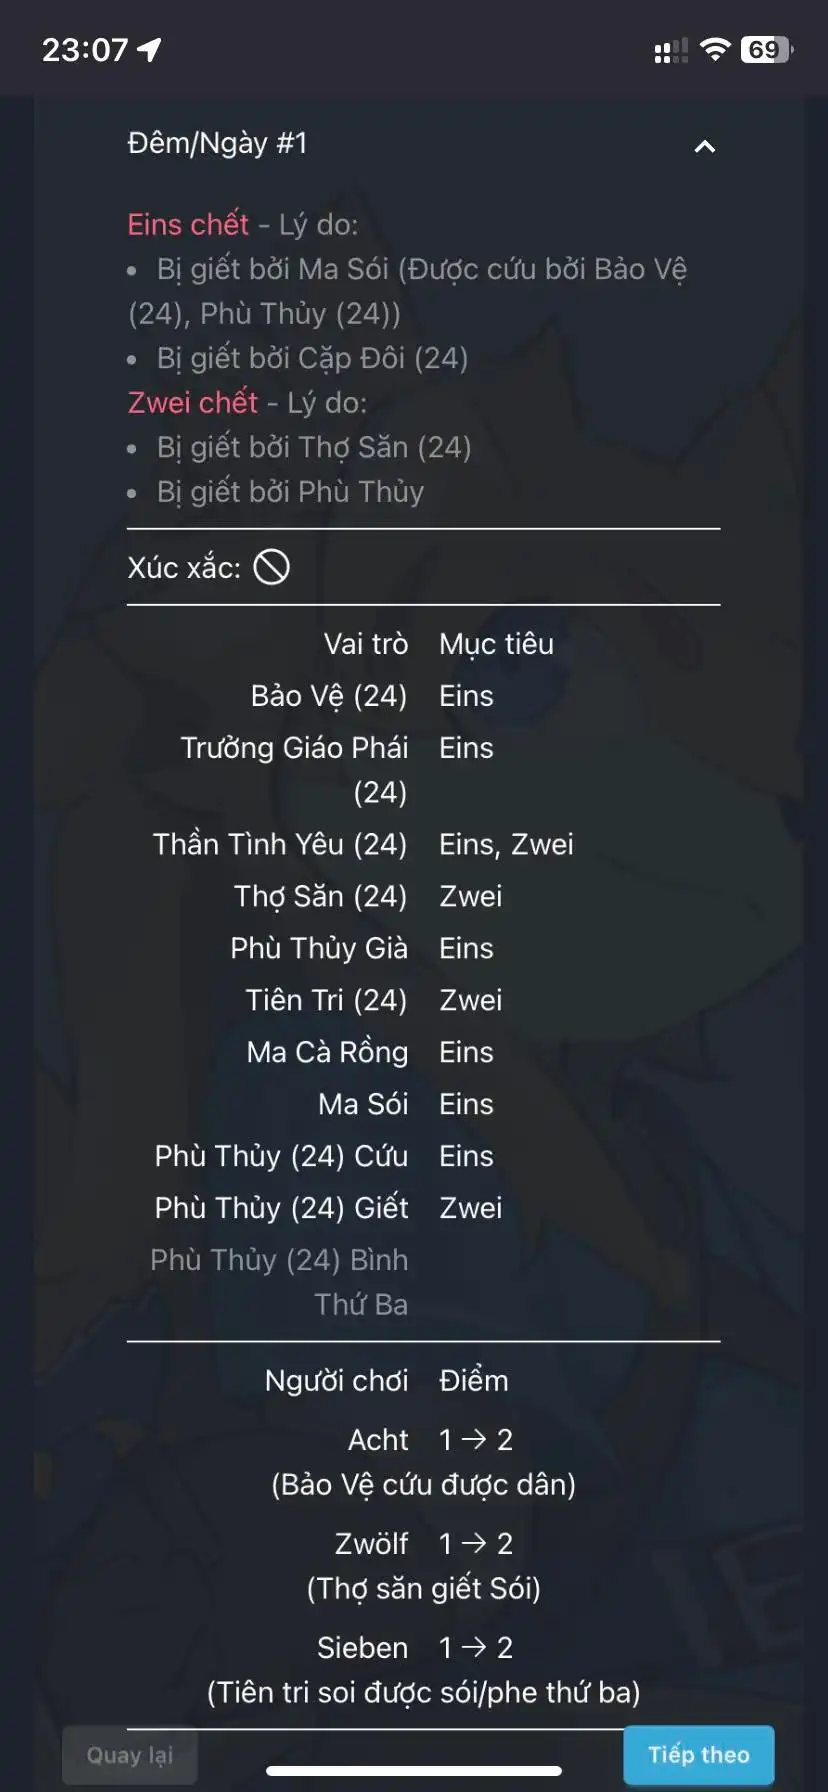 23:07
69
Đêm/Ngày #1
Eins chết - Lý do:
• Bị giết bởi Ma Sói (Được cứu bởi Bảo Vệ
(24), Phù Thủy (24))
• Bị giết bởi Cặp Đôi (24)
Zwei chết - Lý do:
• Bị giết bởi Thợ Săn (24)
• Bị giết bởi Phù Thủy
Xúc xắc:
Vai trò Mục tiêu
Bảo Vệ (24) Eins
Trưởng Giáo Phái Eins
(24)
Thần Tình Yêu (24) Eins, Zwei
Thợ Săn (24) Zwei
Phù Thủy Già Eins
Tiên Tri (24) Zwei
Ma Cà Rồng Eins
Ma Sói Eins
Phù Thủy (24) Cứu Eins
Phù Thủy (24) Giết Zwei
Phù Thủy (24) Bình
Thứ Ba
Người chơi Điểm
Acht 1 → 2
(Bảo Vệ cứu được dân)
Zwölf 1 → 2
(Thợ săn giết Sói)
Sieben 1 → 2
(Tiên tri soi được sói/phe thứ ba)
Quay lại Tiếp theo